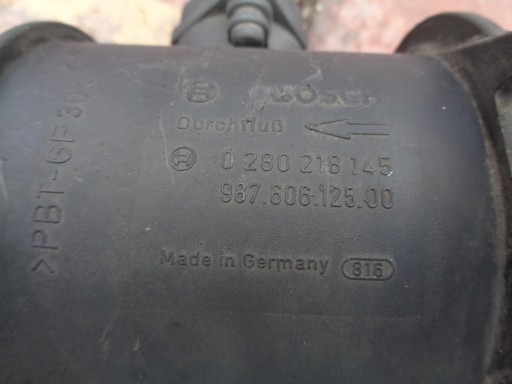 BOSCH
Durchfluß
0 280 218 145
987.606.125.00
Made in Germany 816
>PBT-GF30<